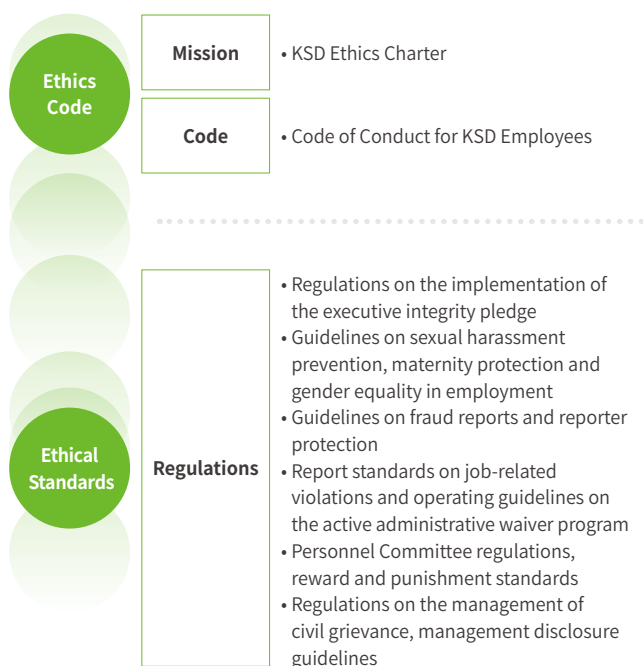 Ethics
Code
Mission
• KSD Ethics Charter
Code
• Code of Conduct for KSD Employees
Ethical
Standards
Regulations
• Regulations on the implementation of
the executive integrity pledge
• Guidelines on sexual harassment
prevention, maternity protection and
gender equality in employment
• Guidelines on fraud reports and reporter
protection
• Report standards on job-related
violations and operating guidelines on
the active administrative waiver program
• Personnel Committee regulations,
reward and punishment standards
• Regulations on the management of
civil grievance, management disclosure
guidelines